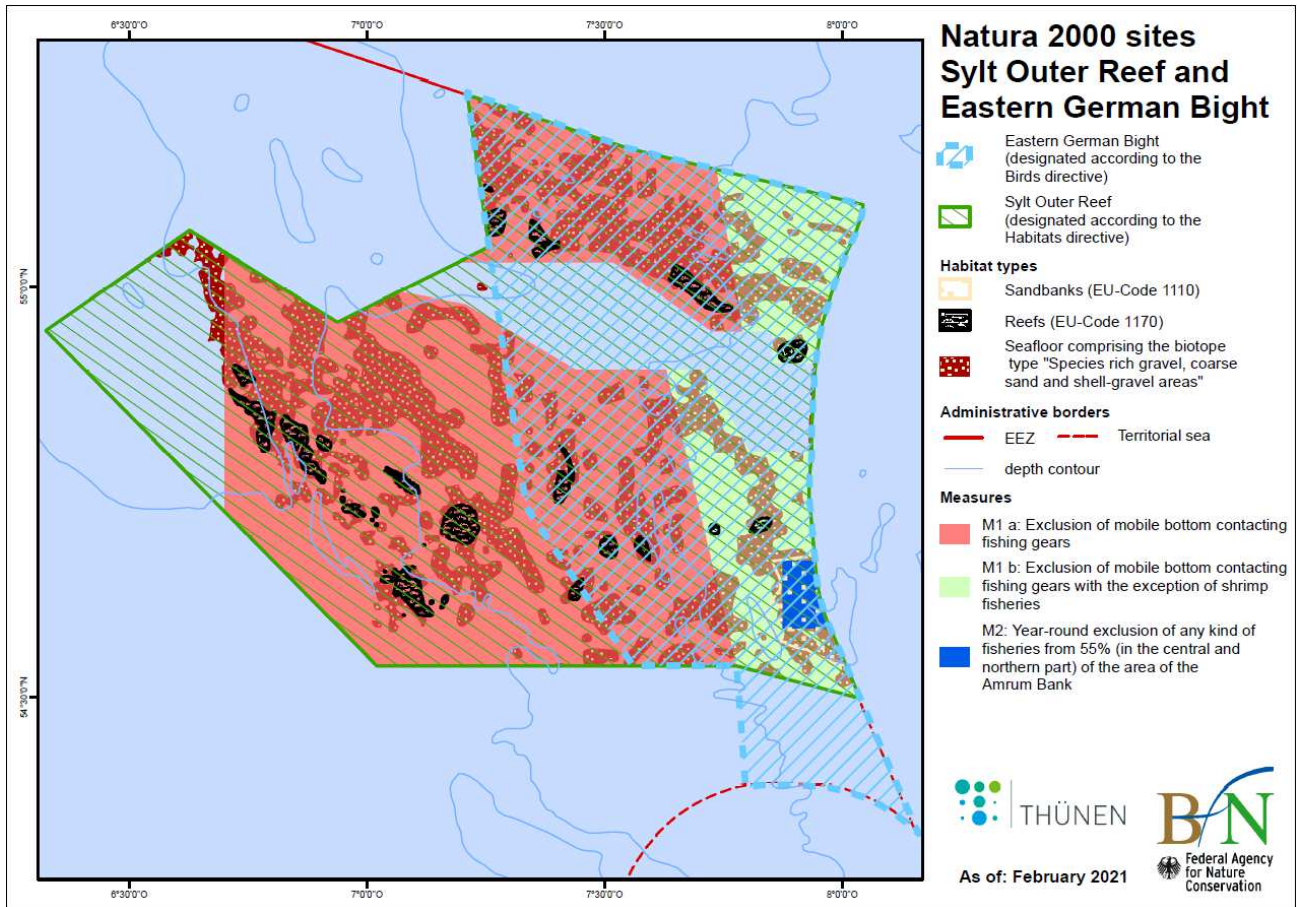 6°30'0"O
7°0'0"O
7°30'0"O
8°0'0"O
55°0'0"N
54°30'0"N
6°30'0"O
7°0'0"O
7°30'0"O
8°0'0"O
Natura 2000 sites
Sylt Outer Reef and
Eastern German Bight
Eastern German Bight
(designated according to the
Birds directive)
Sylt Outer Reef
(designated according to the
Habitats directive)
Habitat types
Sandbanks (EU-Code 1110)
Reefs (EU-Code 1170)
Seafloor comprising the biotope
type "Species rich gravel, coarse
sand and shell-gravel areas"
Administrative borders
EEZ Territorial sea
depth contour
Measures
M1 a: Exclusion of mobile bottom contacting
fishing gears
M1 b: Exclusion of mobile bottom contacting
fishing gears with the exception of shrimp
fisheries
M2: Year-round exclusion of any kind of
fisheries from 55% (in the central and
northern part) of the area of the
Amrum Bank
THÜNEN
BfN
Federal Agency
for Nature
Conservation
As of: February 2021